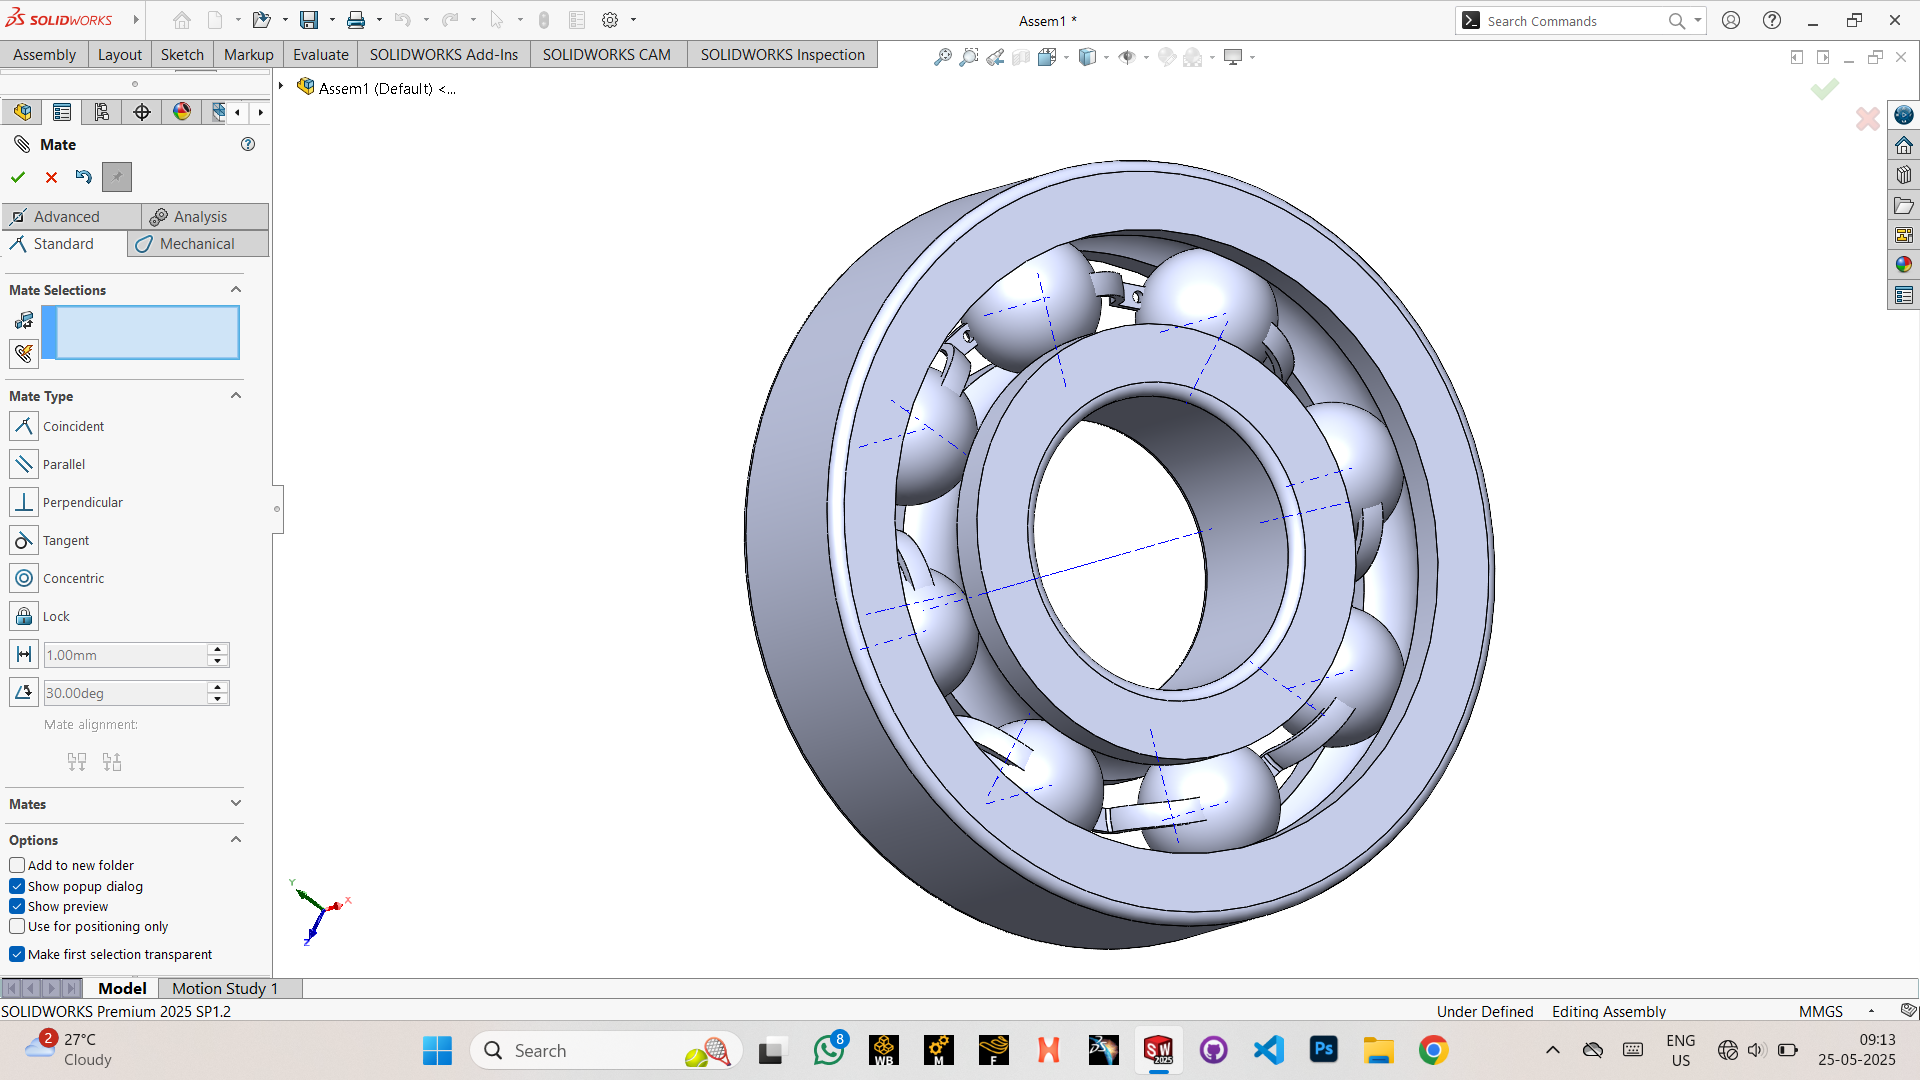 SOLIDWORKS
Assem1 *
Search Commands
Assembly
Layout
Sketch
Markup
Evaluate
SOLIDWORKS Add-Ins
SOLIDWORKS CAM
SOLIDWORKS Inspection
Assem1 (Default) <...
Mate
Advanced
Analysis
Standard
Mechanical
Mate Selections
Mate Type
Coincident
Parallel
Perpendicular
Tangent
Concentric
Lock
1.00mm
30.00deg
Mate alignment:
Mates
Options
Add to new folder
Show popup dialog
Show preview
Use for positioning only
Make first selection transparent
Y
X
Z
Model
Motion Study 1
SOLIDWORKS Premium 2025 SP1.2
Under Defined
Editing Assembly
MMGS
2
27°C
Cloudy
Search
8
WB
M
F
SW
2025
Ps
ENG
US
09:13
25-05-2025